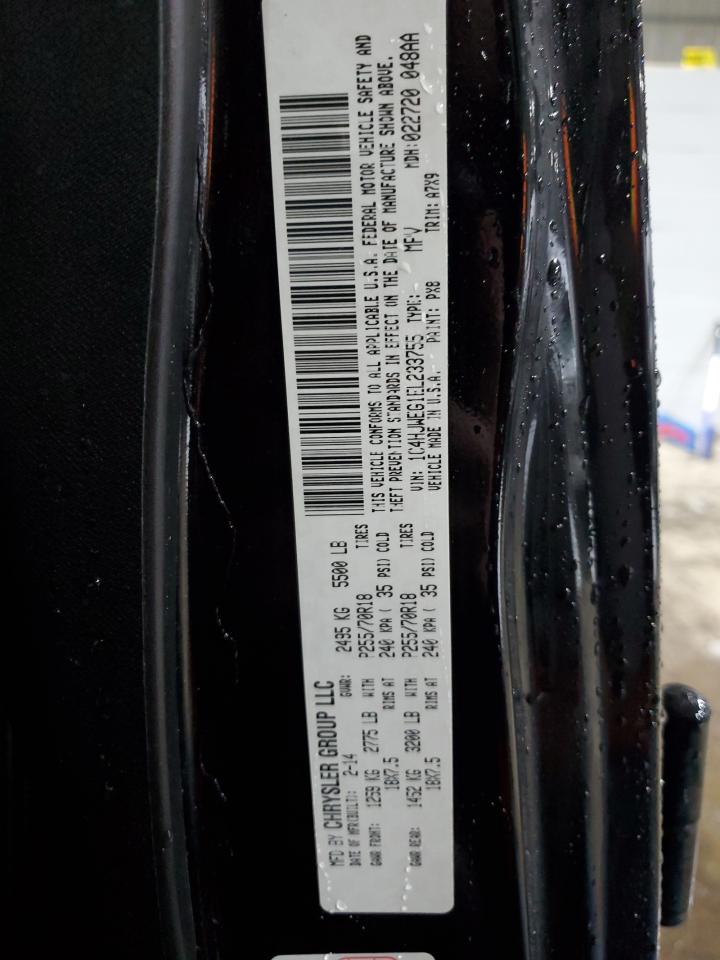 MFD BY CHRYSLER GROUP LLC
DATE OF MFR(BUILT): 2-14 GVWR: 2495 KG 5500 LB
GAWR FRONT: 1259 KG 2775 LB WITH P255/70R18 TIRES
18X7.5 RIMS AT 240 KPA ( 35 PSI) COLD
GAWR REAR: 1452 KG 3200 LB WITH P255/70R18 TIRES
18X7.5 RIMS AT 240 KPA ( 35 PSI) COLD
THIS VEHICLE CONFORMS TO ALL APPLICABLE U.S.A. FEDERAL MOTOR VEHICLE SAFETY AND
THEFT PREVENTION STANDARDS IN EFFECT ON THE DATE OF MANUFACTURE SHOWN ABOVE.
VIN: 1C4HJWEG1EL233755 TYPE: MPV MDH:022720 048AA
VEHICLE MADE IN U.S.A. PAINT: PX8 TRIM: A7X9